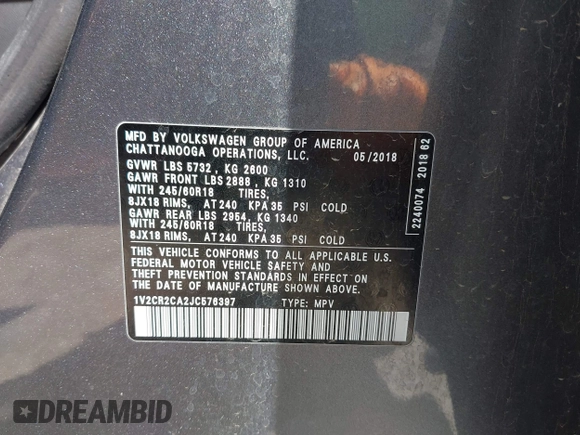 MFD BY VOLKSWAGEN GROUP OF AMERICA
CHATTANOOGA OPERATIONS, LLC. 05/2018
GVWR LBS 5732 , KG 2600
GAWR FRONT LBS 2888 , KG 1310
WITH 245/60R18 TIRES,
8JX18 RIMS, AT 240 KPA 35 PSI COLD
GAWR REAR LBS 2954, KG 1340
WITH 245/60R18 TIRES,
8JX18 RIMS, AT 240 KPA 35 PSI COLD
THIS VEHICLE CONFORMS TO ALL APPLICABLE U.S.
FEDERAL MOTOR VEHICLE SAFETY AND
THEFT PREVENTION STANDARDS IN EFFECT ON
THE DATE OF MANUFACTURE SHOWN ABOVE.
1V2CR2CA2JC576397 TYPE: MPV
2240074 2018 62
DREAMBID